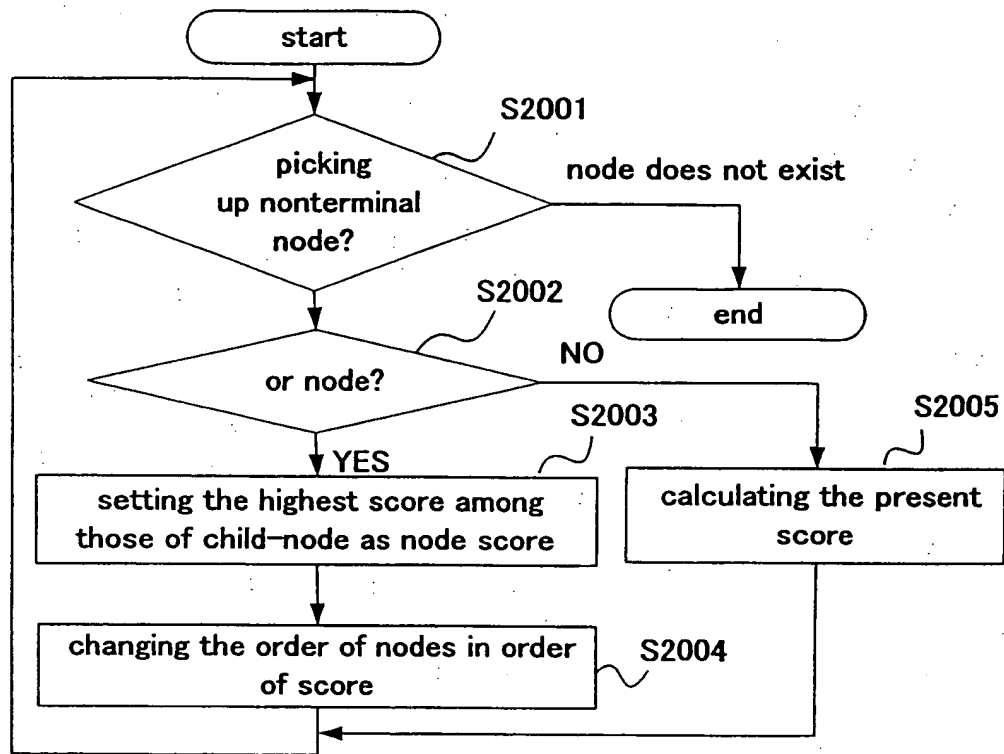 start
S2001
picking
up nonterminal
node?
node does not exist
end
S2002
or node?
NO
YES
S2003
setting the highest score among
those of child-node as node score
S2005
calculating the present
score
changing the order of nodes in order
of score
S2004